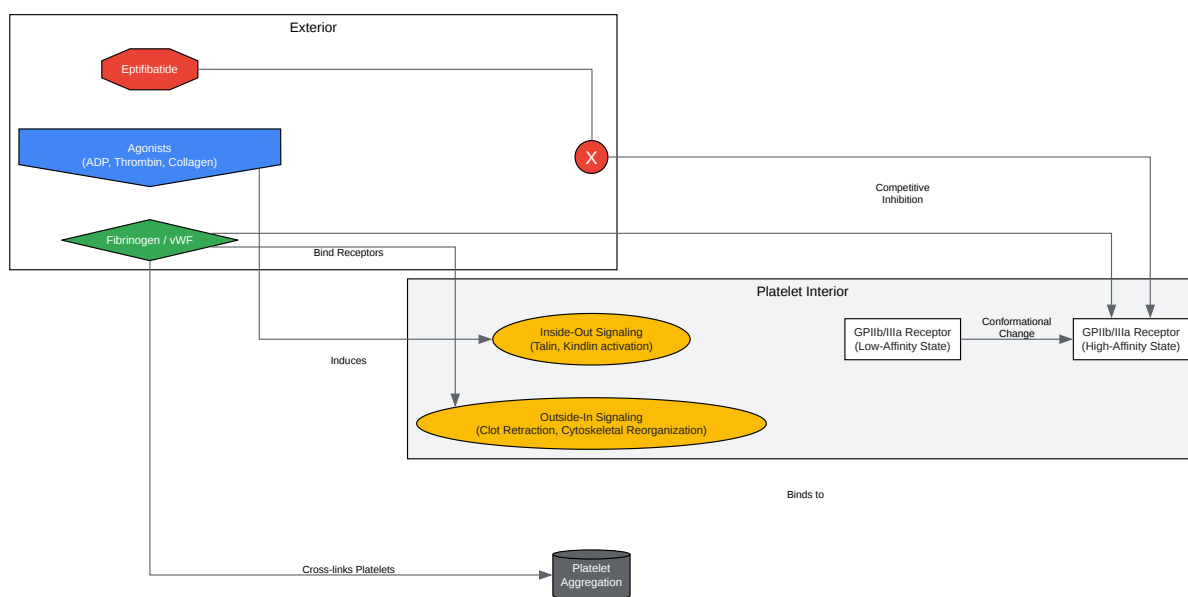 Exterior
Eptifibatide
Agonists
(ADP, Thrombin, Collagen)
X
Competitive
Inhibition
Fibrinogen / vWF
Bind Receptors
Platelet Interior
Inside-Out Signaling
(Talin, Kindlin activation)
GPIIb/IIIa Receptor
(Low-Affinity State)
Conformational
Change
GPIIb/IIIa Receptor
(High-Affinity State)
Induces
Outside-In Signaling
(Clot Retraction, Cytoskeletal Reorganization)
Binds to
Cross-links Platelets
Platelet
Aggregation